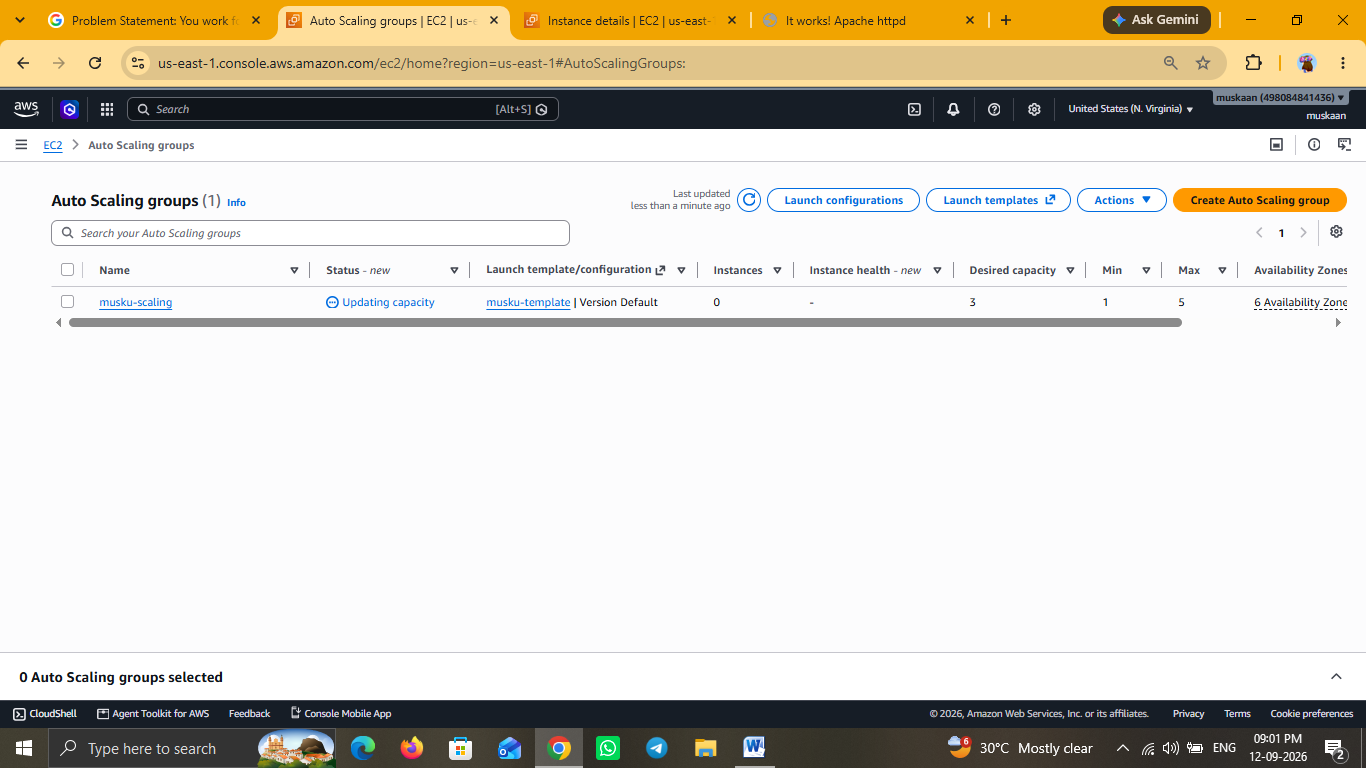 Problem Statement: You work f
Auto Scaling groups | EC2 | us-e
Instance details | EC2 | us-east-
It works! Apache httpd
Ask Gemini
us-east-1.console.aws.amazon.com/ec2/home?region=us-east-1#AutoScalingGroups:
aws
Search
[Alt+S]
United States (N. Virginia)
muskaan (498084841436)
muskaan
EC2
Auto Scaling groups
Auto Scaling groups (1) Info
Last updated
less than a minute ago
Launch configurations
Launch templates
Actions
Create Auto Scaling group
Search your Auto Scaling groups
1
Name
Status - new
Launch template/configuration
Instances
Instance health - new
Desired capacity
Min
Max
Availability Zones
musku-scaling
Updating capacity
musku-template | Version Default
0
-
3
1
5
6 Availability Zone
0 Auto Scaling groups selected
CloudShell
Agent Toolkit for AWS
Feedback
Console Mobile App
© 2026, Amazon Web Services, Inc. or its affiliates.
Privacy
Terms
Cookie preferences
Type here to search
6
30°C Mostly clear
ENG
09:01 PM
12-09-2026
2